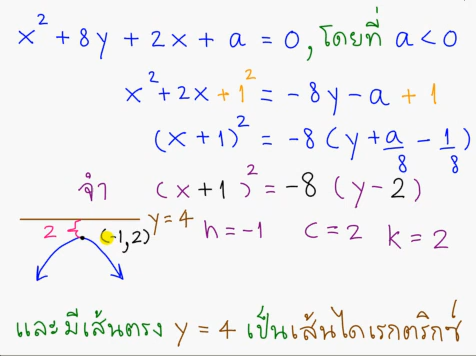 x² + 8y + 2x + a = 0, โดยที่ a < 0
x² + 2x + 1² = -8y - a + 1
(x + 1)² = -8(y + a/8 - 1/8)
จำ (x + 1)² = -8 (y - 2)
y = 4
2 (-1, 2) h = -1 c = 2 k = 2
และมีเส้นตรง y = 4 เป็นเส้นไดเรกตริกซ์